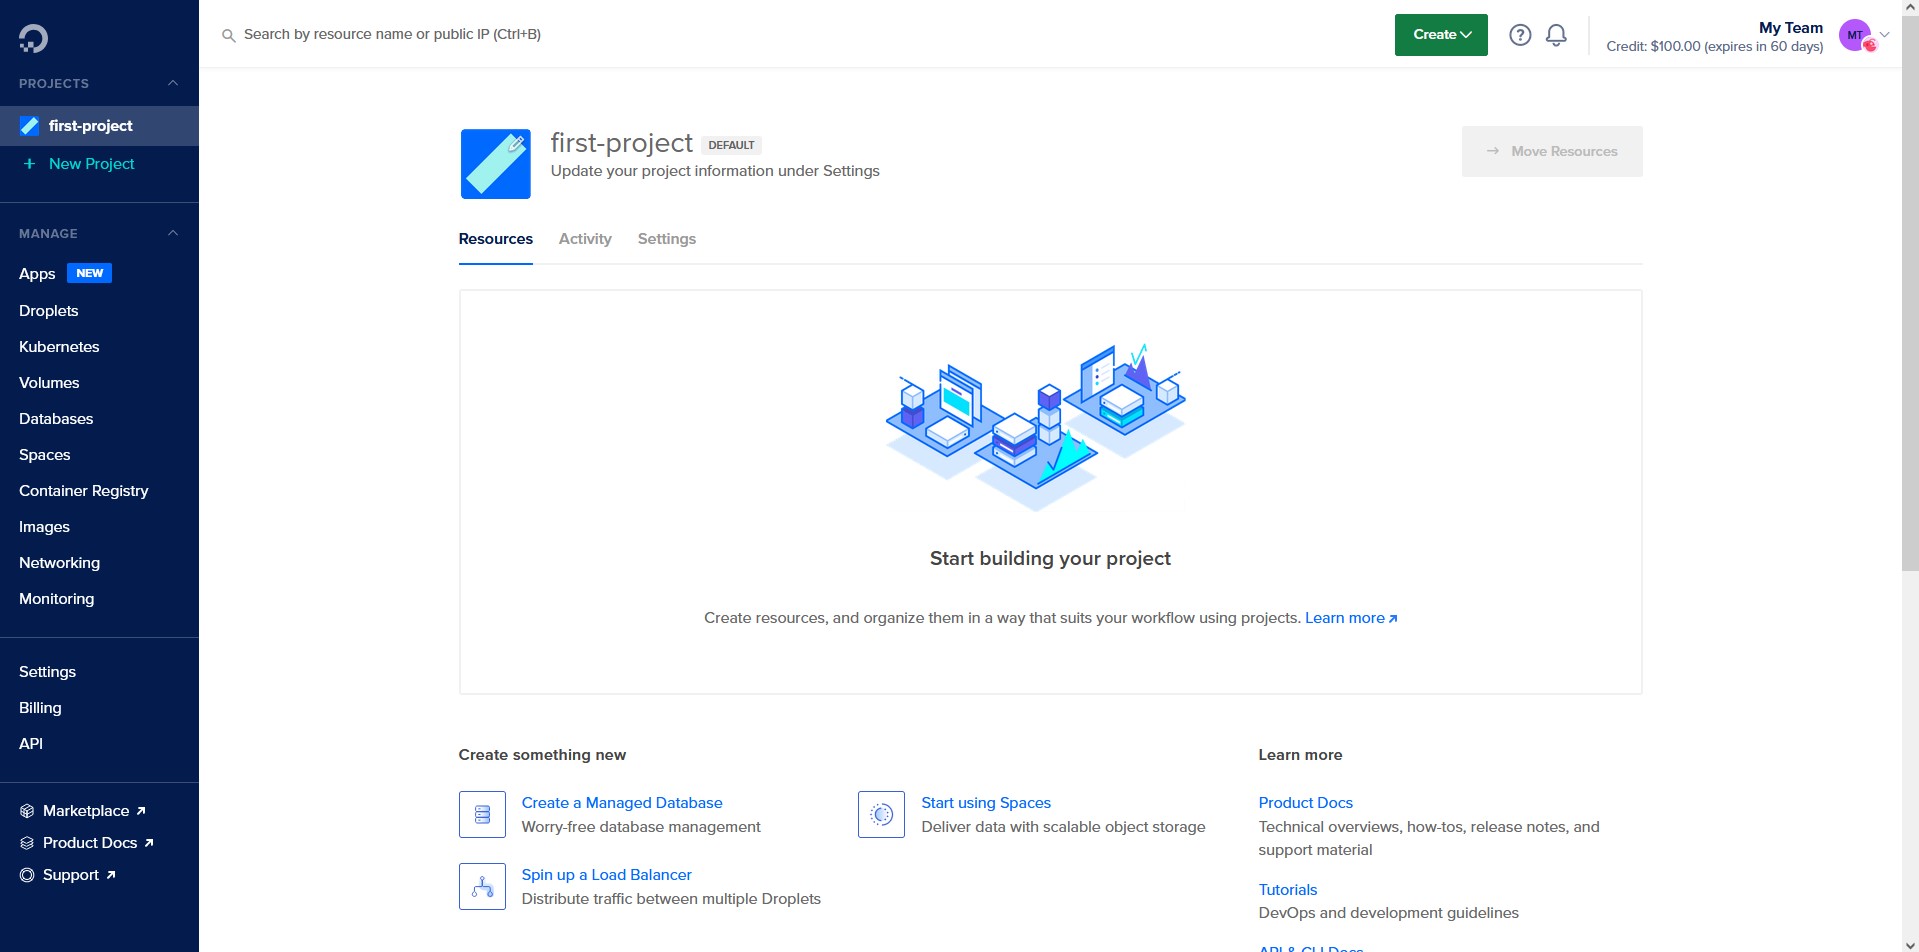 Search by resource name or public IP (Ctrl+B)
Create
?
My Team
Credit: $100.00 (expires in 60 days)
MT
PROJECTS
first-project
+ New Project
MANAGE
Apps NEW
Droplets
Kubernetes
Volumes
Databases
Spaces
Container Registry
Images
Networking
Monitoring
Settings
Billing
API
Marketplace
Product Docs
Support
first-project DEFAULT
Update your project information under Settings
→ Move Resources
Resources Activity Settings
Start building your project
Create resources, and organize them in a way that suits your workflow using projects. Learn more
Create something new
Create a Managed Database
Worry-free database management
Start using Spaces
Deliver data with scalable object storage
Spin up a Load Balancer
Distribute traffic between multiple Droplets
Learn more
Product Docs
Technical overviews, how-tos, release notes, and
support material
Tutorials
DevOps and development guidelines
API & CLI Docs